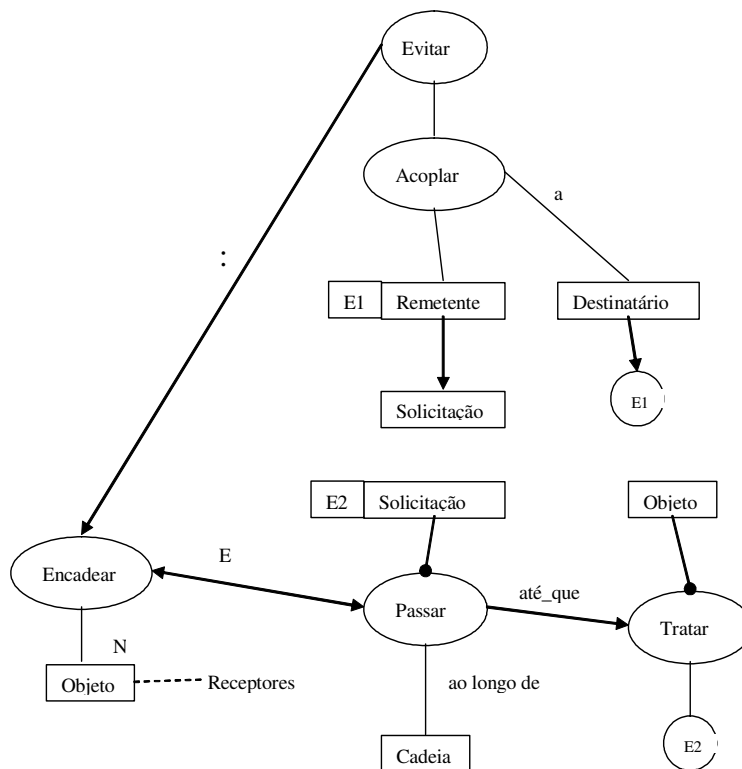 Evitar
Acoplar
a
:
E1
Remetente
Destinatário
E1
Solicitação
E2
Solicitação
Objeto
E
Encadear
até_que
Passar
Tratar
N
Objeto
Receptores
ao longo de
E2
Cadeia